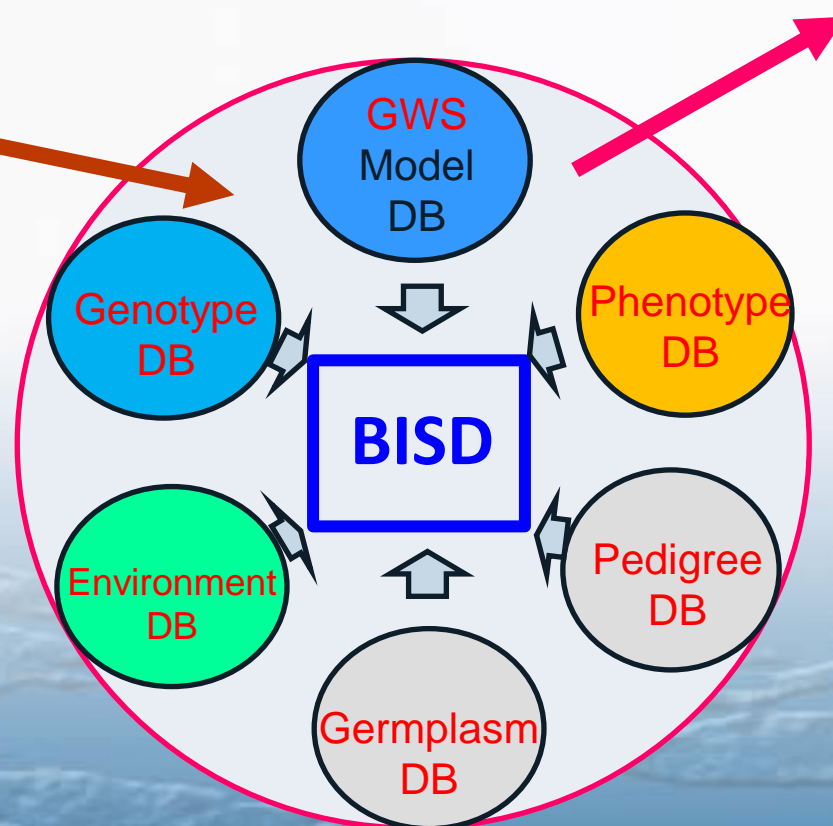 GWS
Model
DB
Genotype
DB
Phenotype
DB
BISD
Environment
DB
Pedigree
DB
Germplasm
DB